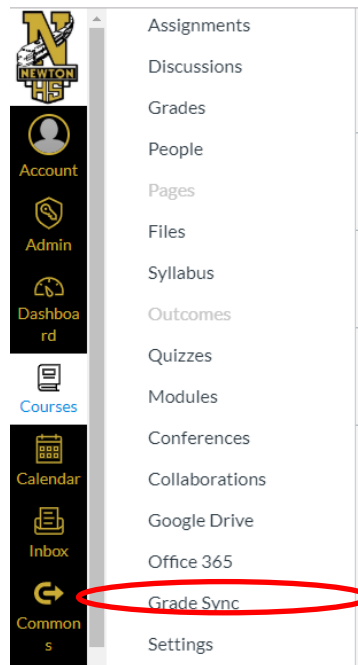 N
NEWTON
HS
Account
Admin
Dashboa
rd
Courses
Calendar
Inbox
Common
s
Assignments
Discussions
Grades
People
Pages
Files
Syllabus
Outcomes
Quizzes
Modules
Conferences
Collaborations
Google Drive
Office 365
Grade Sync
Settings